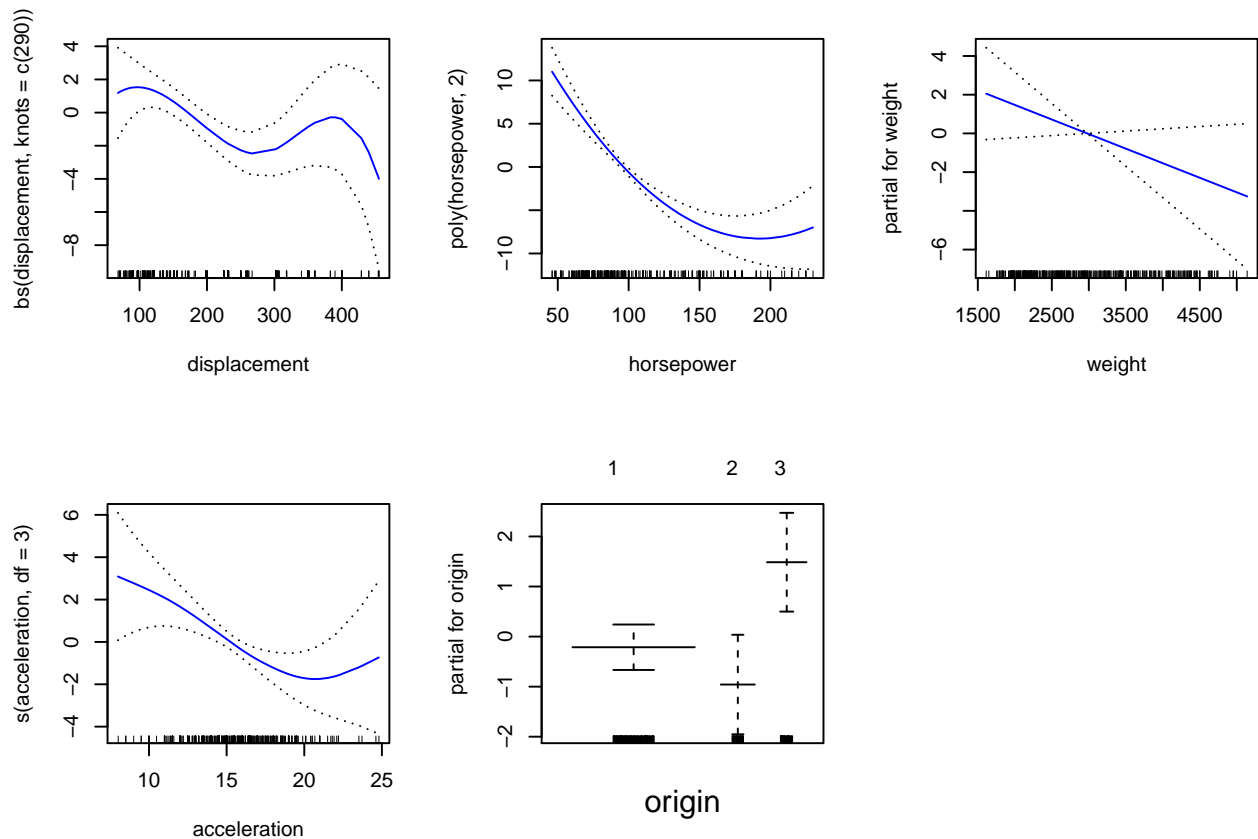 bs(displacement, knots = c(290))
4
2
0
−4
−8
100 200 300 400
displacement
poly(horsepower, 2)
10
5
0
−10
50 100 150 200
horsepower
partial for weight
4
2
0
−2
−6
1500 2500 3500 4500
weight
s(acceleration, df = 3)
6
4
2
0
−2
−4
10 15 20 25
acceleration
1 2 3
partial for origin
2
1
0
−1
−2
origin